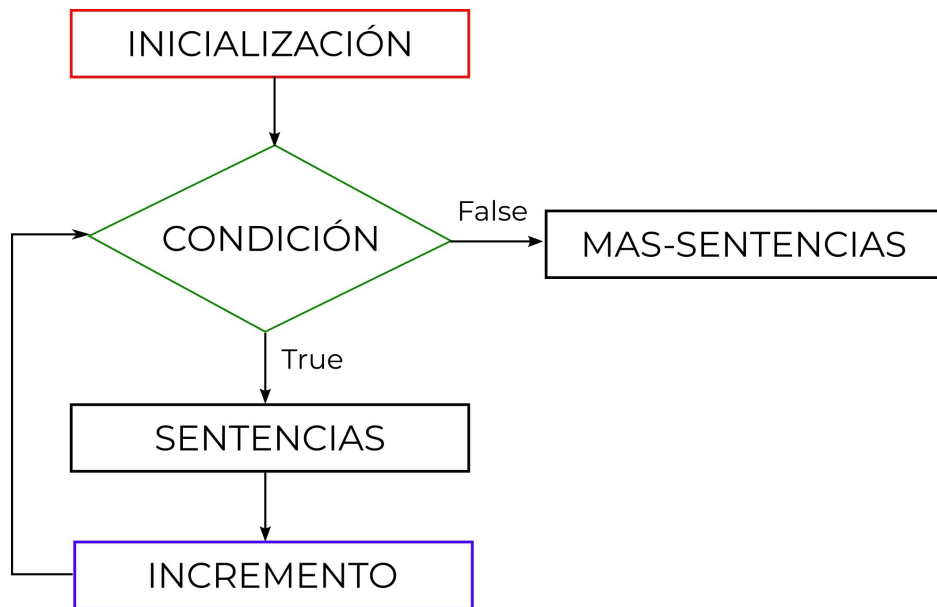 INICIALIZACIÓN
CONDICIÓN
False
MAS-SENTENCIAS
True
SENTENCIAS
INCREMENTO